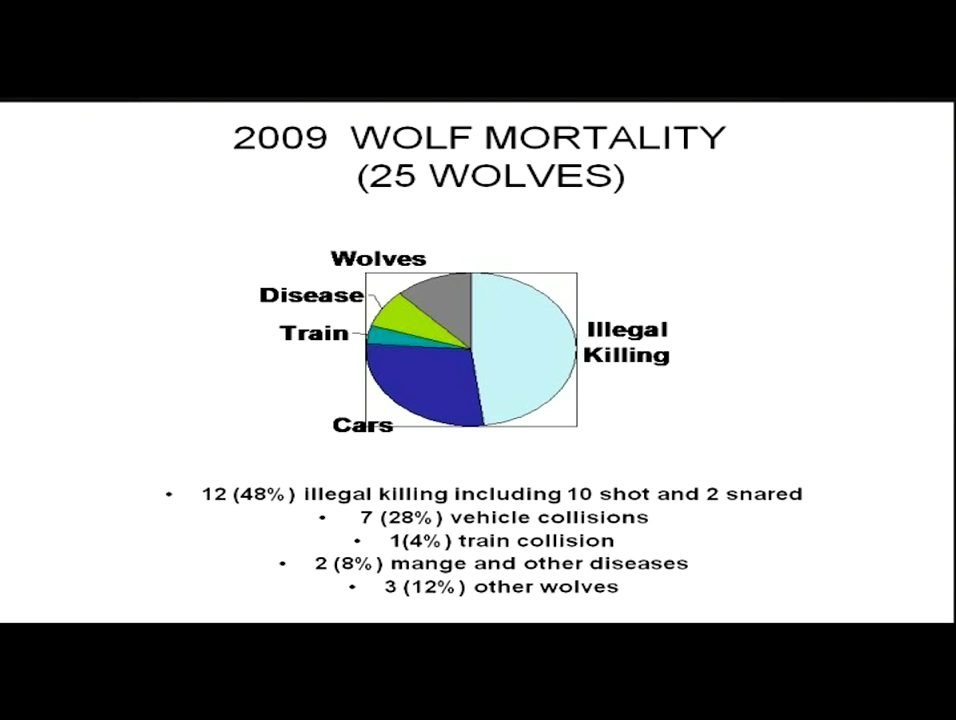 2009 WOLF MORTALITY
(25 WOLVES)
Wolves
Disease
Train
Illegal
Killing
Cars
• 12 (48%) illegal killing including 10 shot and 2 snared
• 7 (28%) vehicle collisions
• 1(4%) train collision
• 2 (8%) mange and other diseases
• 3 (12%) other wolves